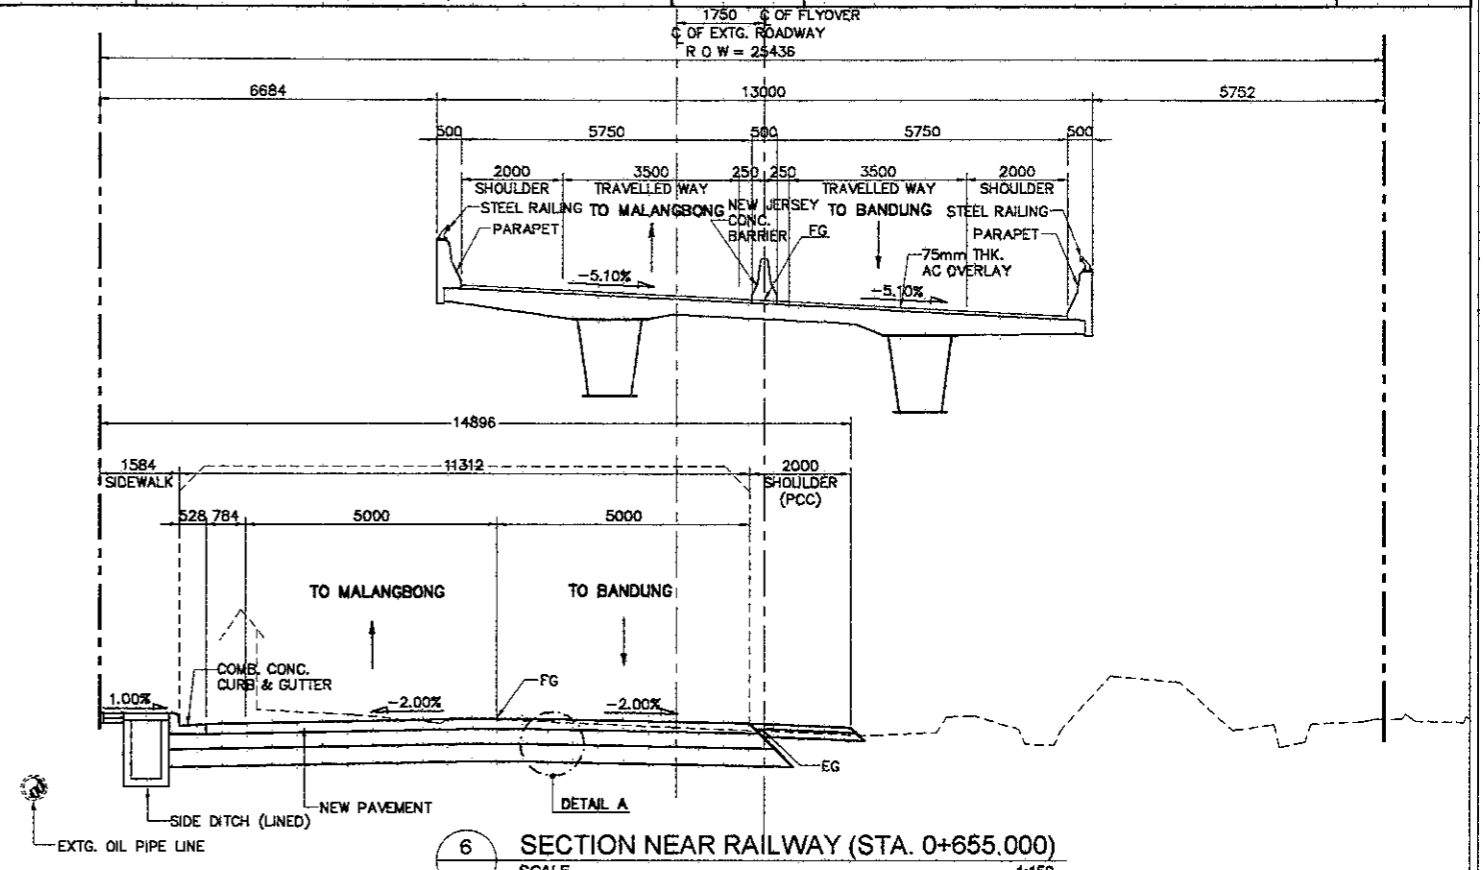 1750 ℄ OF FLYOVER
℄ OF EXTG. ROADWAY
R O W = 25436
6684 13000 5752
500 5750 500 5750 500
2000 3500 250 250 3500 2000
SHOULDER TRAVELLED WAY TRAVELLED WAY SHOULDER
STEEL RAILING TO MALANGBONG NEW JERSEY TO BANDUNG STEEL RAILING
PARAPET CONC. FG PARAPET
BARRIER
75mm THK.
AC OVERLAY
-5.10% -5.10%
14896
1584 11312 2000
SIDEWALK SHOULDER
(PCC)
528 784 5000 5000
TO MALANGBONG TO BANDUNG
COMB. CONC.
CURB & GUTTER
FG
1.00% -2.00% -2.00%
EG
NEW PAVEMENT DETAIL A
SIDE DITCH (LINED)
EXTG. OIL PIPE LINE
6 SECTION NEAR RAILWAY (STA. 0+655.000)
SCALE 1:150